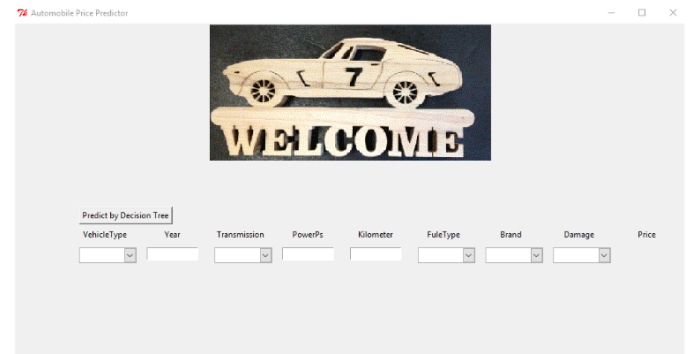 Automobile Price Predictor
7
WELCOME
Predict by Decision Tree
VehicleType Year Transmission PowerPs Kilometer FuleType Brand Damage Price